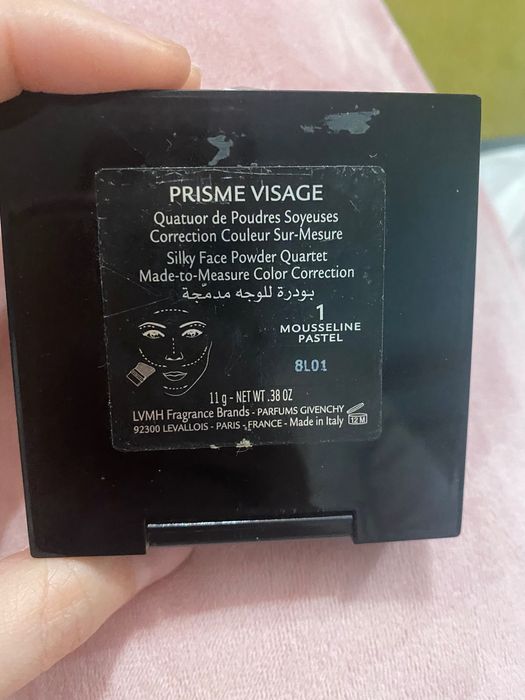 PRISME VISAGE
Quatuor de Poudres Soyeuses
Correction Couleur Sur-Mesure
Silky Face Powder Quartet
Made-to-Measure Color Correction
بودرة للوجه مدمّجة
1
MOUSSELINE
PASTEL
8L01
11 g - NET WT .38 OZ
LVMH Fragrance Brands - PARFUMS GIVENCHY
92300 LEVALLOIS - PARIS - FRANCE - Made in Italy
12 M